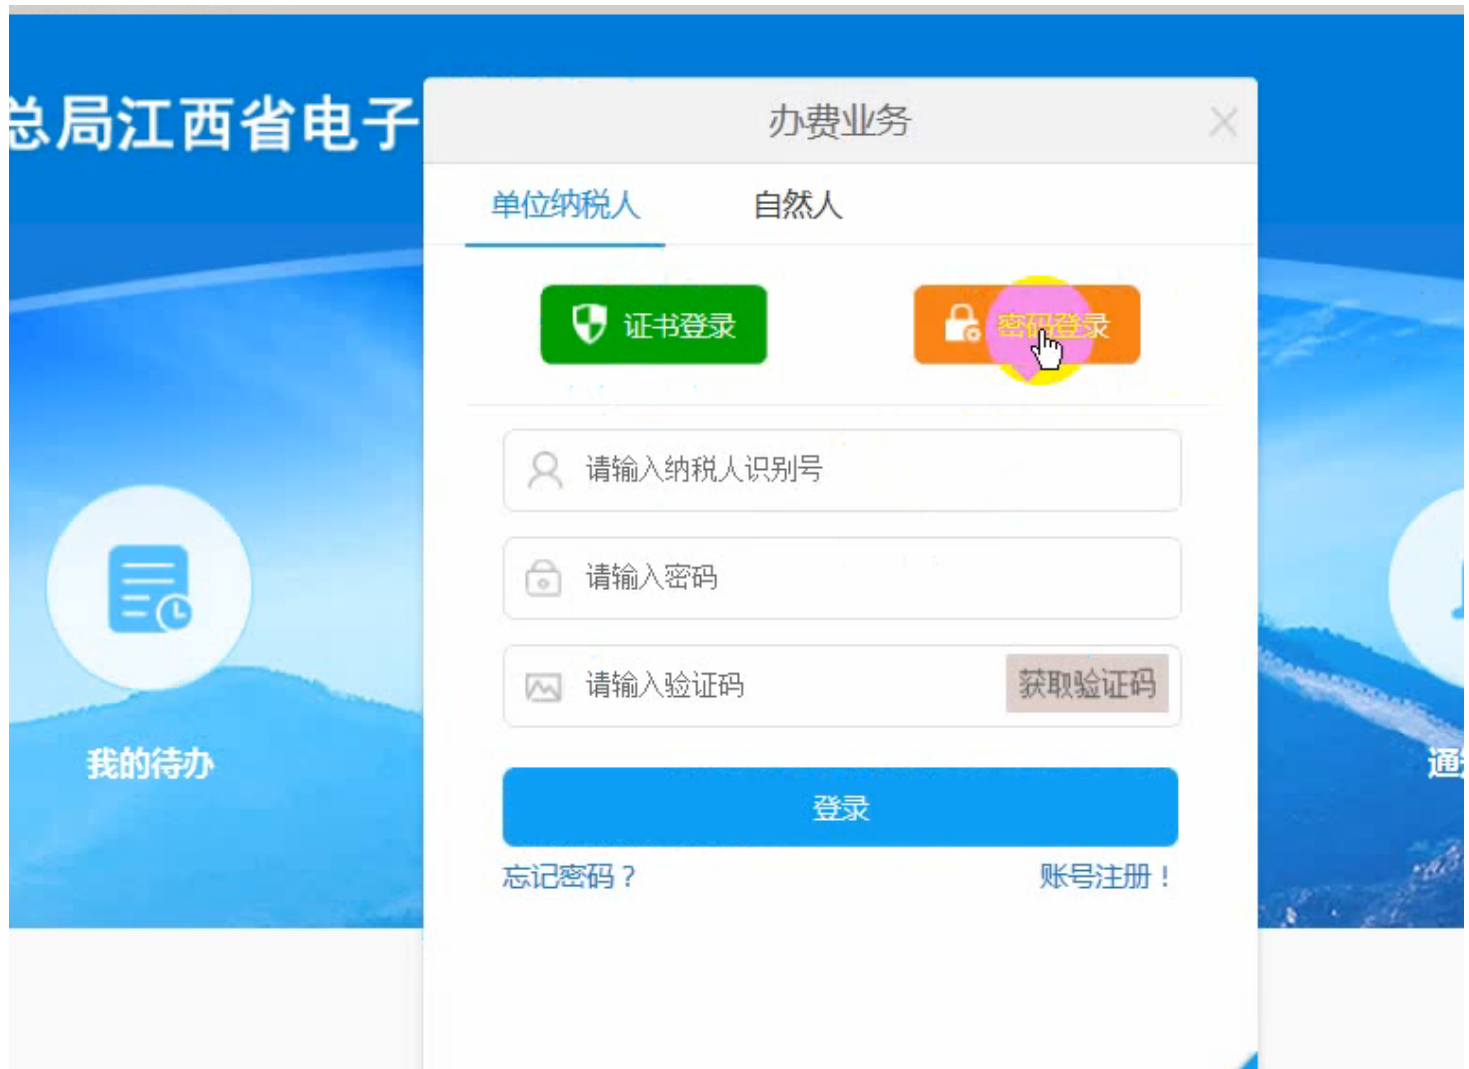 总局江西省电子
办费业务
单位纳税人
自然人
证书登录
密码登录
请输入纳税人识别号
请输入密码
请输入验证码
获取验证码
登录
忘记密码？
账号注册！
我的待办
通